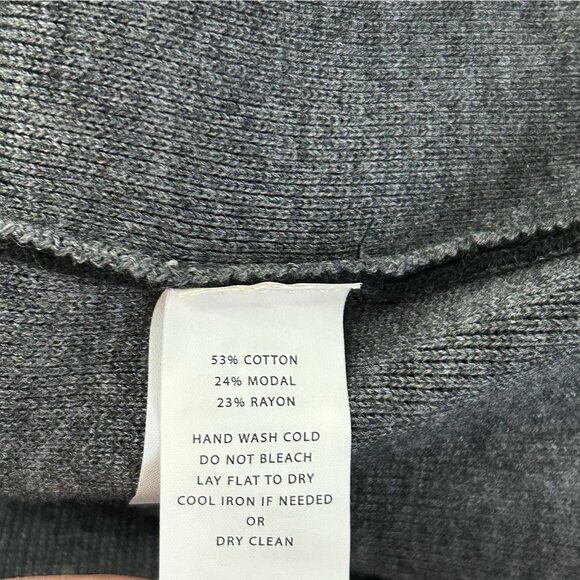 53% COTTON
24% MODAL
23% RAYON
HAND WASH COLD
DO NOT BLEACH
LAY FLAT TO DRY
COOL IRON IF NEEDED
OR
DRY CLEAN